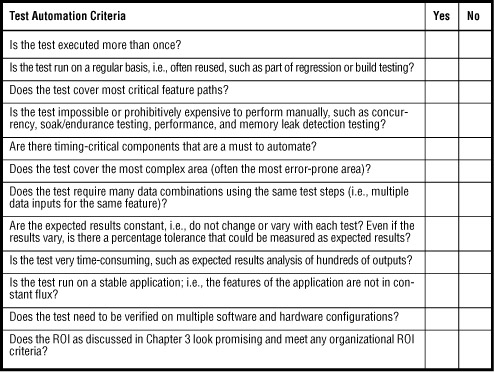 Test Automation Criteria Yes No
Is the test executed more than once?
Is the test run on a regular basis, i.e., often reused, such as part of regression or build testing?
Does the test cover most critical feature paths?
Is the test impossible or prohibitively expensive to perform manually, such as concur-
rency, soak/endurance testing, performance, and memory leak detection testing?
Are there timing-critical components that are a must to automate?
Does the test cover the most complex area (often the most error-prone area)?
Does the test require many data combinations using the same test steps (i.e., multiple
data inputs for the same feature)?
Are the expected results constant, i.e., do not change or vary with each test? Even if the
results vary, is there a percentage tolerance that could be measured as expected results?
Is the test very time-consuming, such as expected results analysis of hundreds of outputs?
Is the test run on a stable application; i.e., the features of the application are not in con-
stant flux?
Does the test need to be verified on multiple software and hardware configurations?
Does the ROI as discussed in Chapter 3 look promising and meet any organizational ROI
criteria?